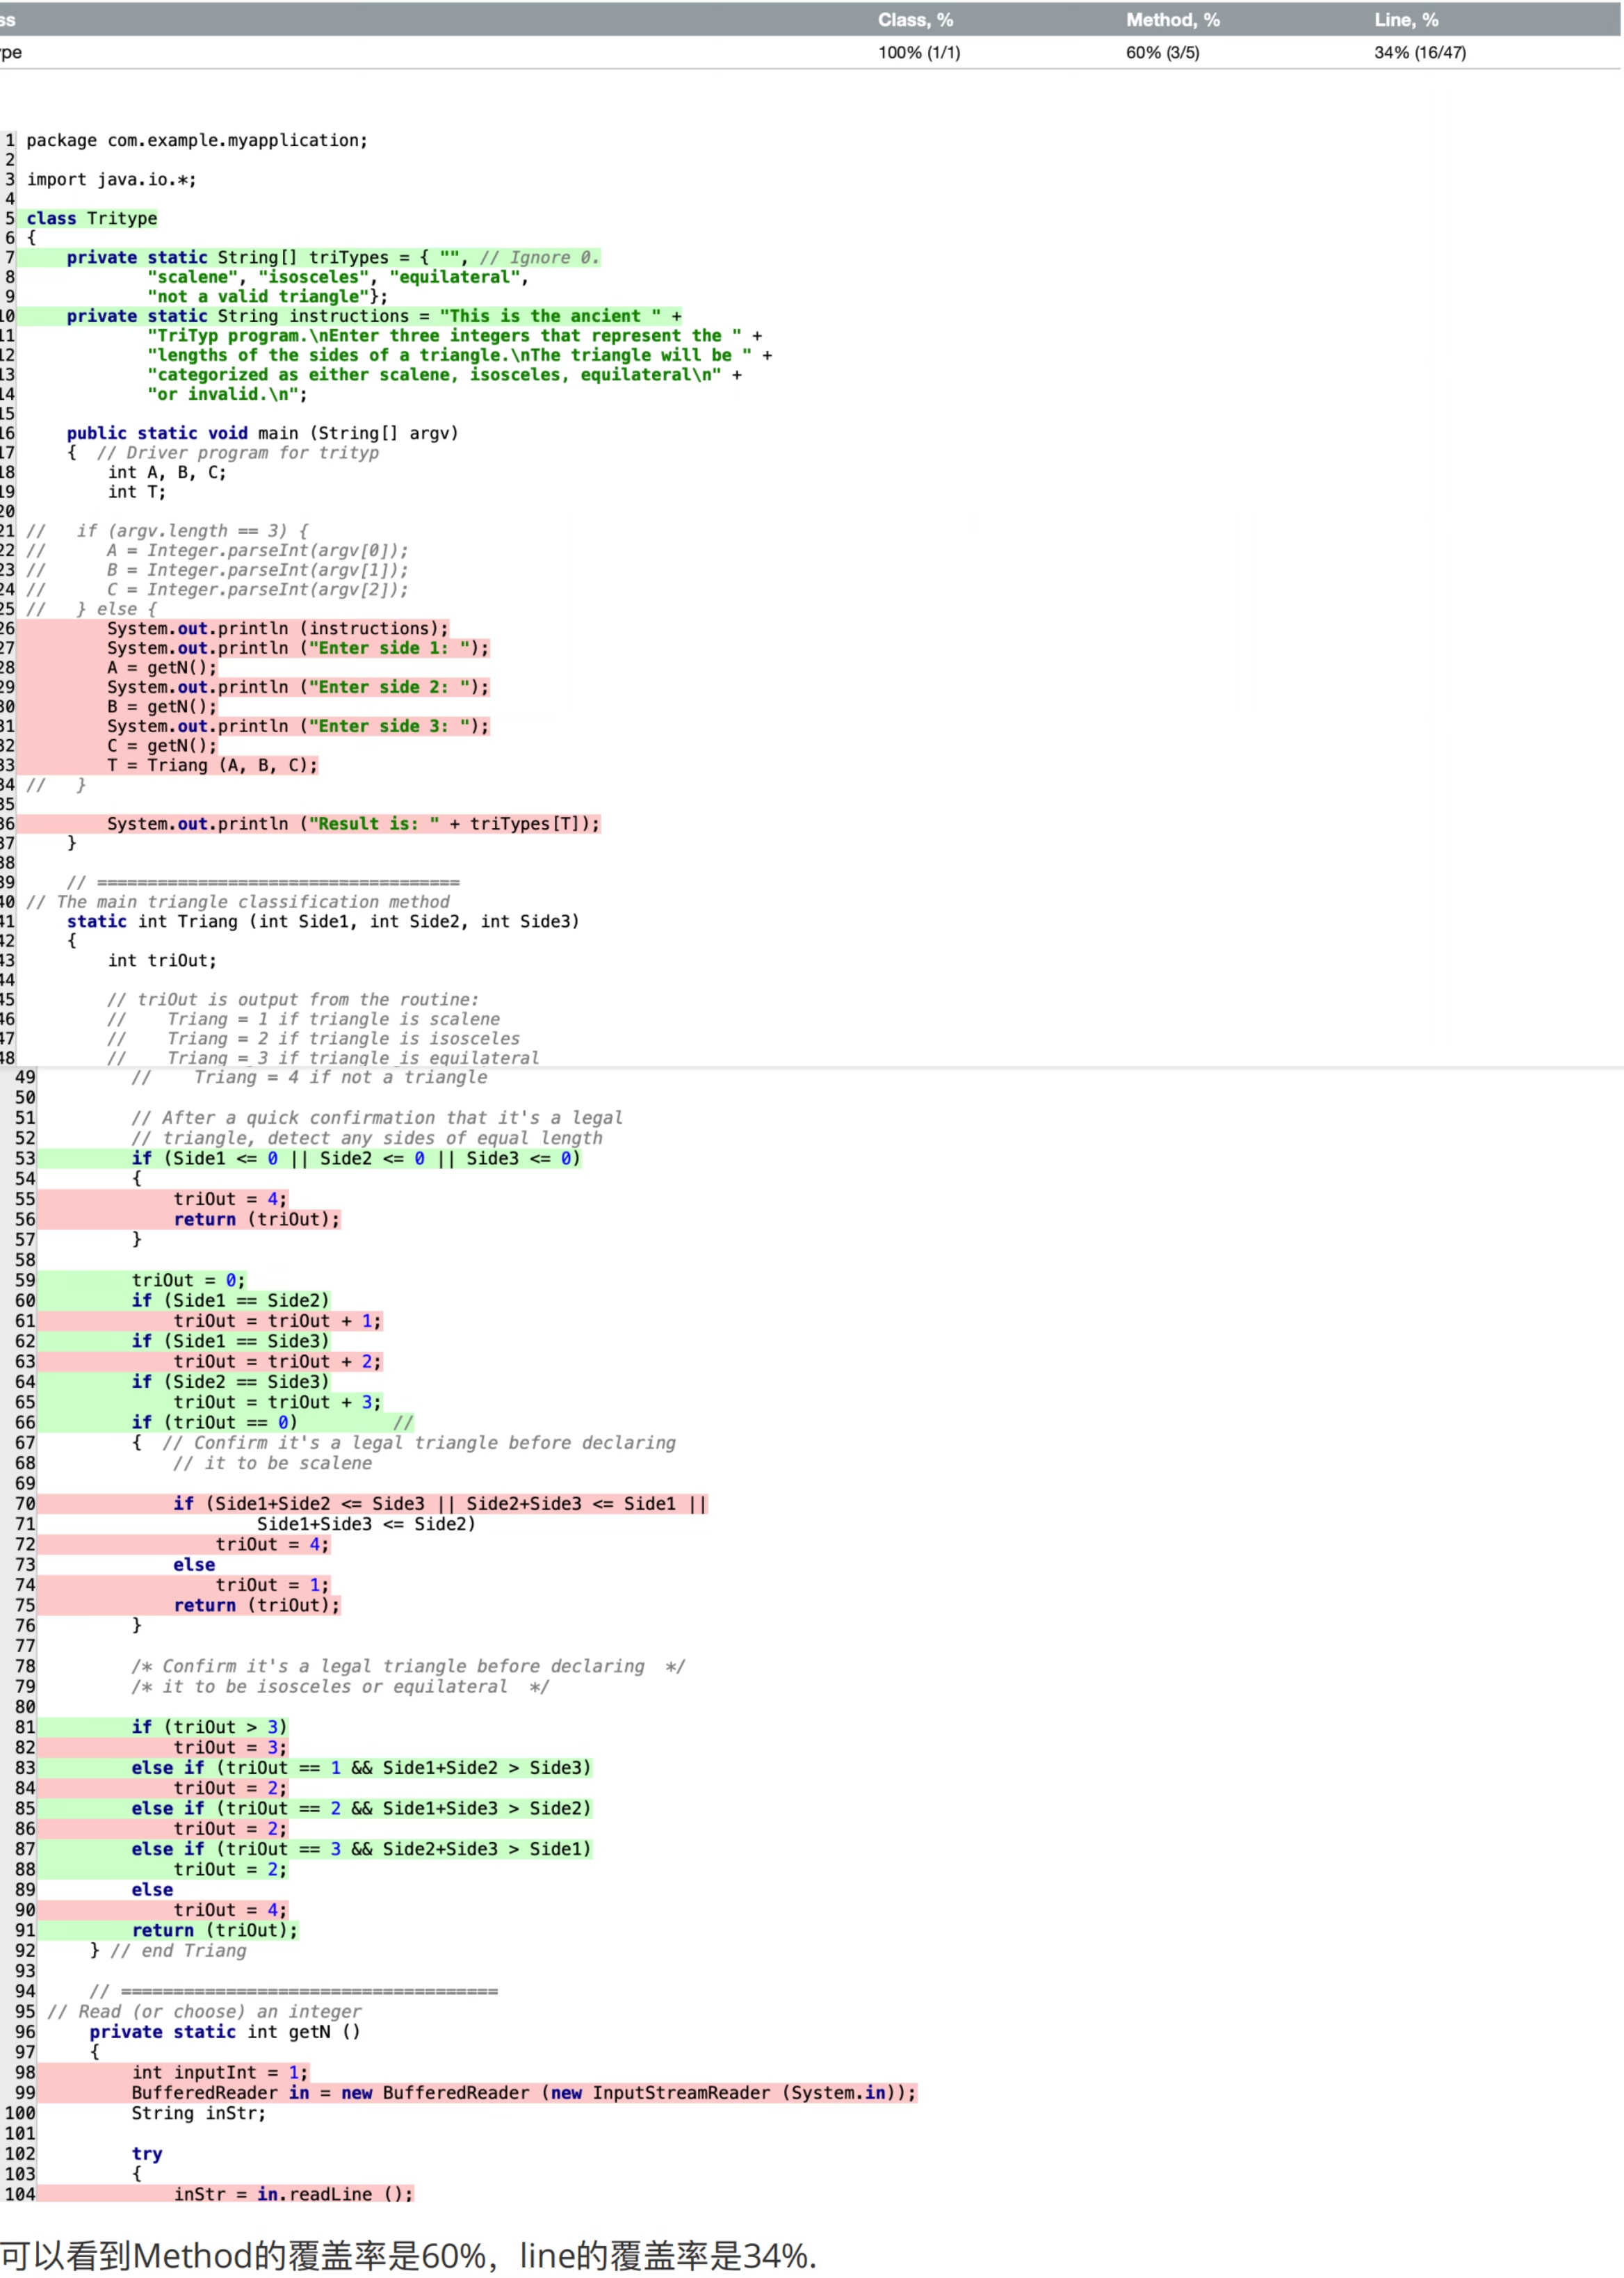 ss Class, % Method, % Line, %
pe 100% (1/1) 60% (3/5) 34% (16/47)
1 package com.example.myapplication;
2
3 import java.io.*;
4
5 class Tritype
6 {
7 private static String[] triTypes = { "", // Ignore 0.
8 "scalene", "isosceles", "equilateral",
9 "not a valid triangle"};
10 private static String instructions = "This is the ancient " +
11 "TriTyp program.\nEnter three integers that represent the " +
12 "lengths of the sides of a triangle.\nThe triangle will be " +
13 "categorized as either scalene, isosceles, equilateral\n" +
14 "or invalid.\n";
15
16 public static void main (String[] argv)
17 { // Driver program for trityp
18 int A, B, C;
19 int T;
20
21 // if (argv.length == 3) {
22 // A = Integer.parseInt(argv[0]);
23 // B = Integer.parseInt(argv[1]);
24 // C = Integer.parseInt(argv[2]);
25 // } else {
26 System.out.println (instructions);
27 System.out.println ("Enter side 1: ");
28 A = getN();
29 System.out.println ("Enter side 2: ");
30 B = getN();
31 System.out.println ("Enter side 3: ");
32 C = getN();
33 T = Triang (A, B, C);
34 // }
35
36 System.out.println ("Result is: " + triTypes[T]);
37 }
38
39 // ====================================
40 // The main triangle classification method
41 static int Triang (int Side1, int Side2, int Side3)
42 {
43 int triOut;
44
45 // triOut is output from the routine:
46 // Triang = 1 if triangle is scalene
47 // Triang = 2 if triangle is isosceles
48 // Triang = 3 if triangle is equilateral
49 // Triang = 4 if not a triangle
50
51 // After a quick confirmation that it's a legal
52 // triangle, detect any sides of equal length
53 if (Side1 <= 0 || Side2 <= 0 || Side3 <= 0)
54 {
55 triOut = 4;
56 return (triOut);
57 }
58
59 triOut = 0;
60 if (Side1 == Side2)
61 triOut = triOut + 1;
62 if (Side1 == Side3)
63 triOut = triOut + 2;
64 if (Side2 == Side3)
65 triOut = triOut + 3;
66 if (triOut == 0) //
67 { // Confirm it's a legal triangle before declaring
68 // it to be scalene
69
70 if (Side1+Side2 <= Side3 || Side2+Side3 <= Side1 ||
71 Side1+Side3 <= Side2)
72 triOut = 4;
73 else
74 triOut = 1;
75 return (triOut);
76 }
77
78 /* Confirm it's a legal triangle before declaring */
79 /* it to be isosceles or equilateral */
80
81 if (triOut > 3)
82 triOut = 3;
83 else if (triOut == 1 && Side1+Side2 > Side3)
84 triOut = 2;
85 else if (triOut == 2 && Side1+Side3 > Side2)
86 triOut = 2;
87 else if (triOut == 3 && Side2+Side3 > Side1)
88 triOut = 2;
89 else
90 triOut = 4;
91 return (triOut);
92 } // end Triang
93
94 // ====================================
95 // Read (or choose) an integer
96 private static int getN ()
97 {
98 int inputInt = 1;
99 BufferedReader in = new BufferedReader (new InputStreamReader (System.in));
100 String inStr;
101
102 try
103 {
104 inStr = in.readLine ();
可以看到Method的覆盖率是60%，line的覆盖率是34%.